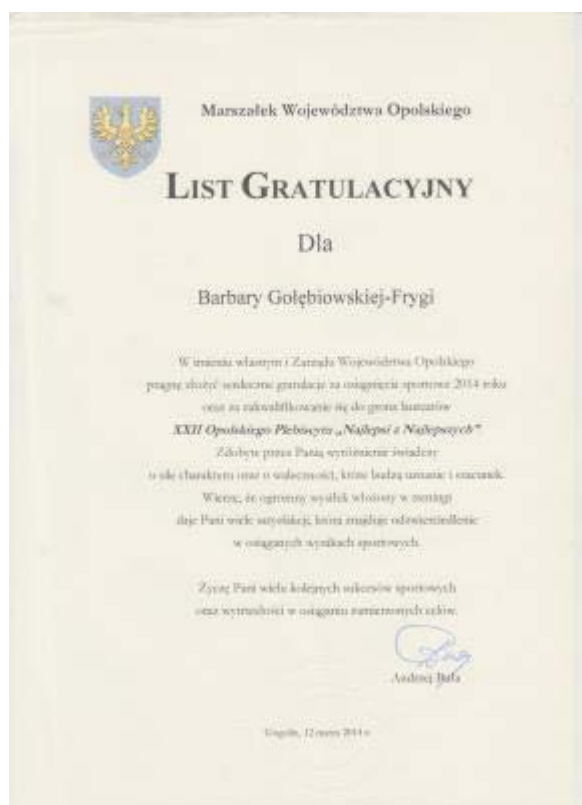 Marszałek Województwa Opolskiego
LIST GRATULACYJNY
Dla
Barbary Gołębiowskiej-Frygi
W imieniu własnym i Zarządu Województwa Opolskiego
pragnę złożyć serdeczne gratulacje za osiągnięcia sportowe 2014 roku
oraz za zakwalifikowanie się do grona laureatów
XXII Opolskiego Plebiscytu „Najlepsi z Najlepszych"
Zdobyte przez Panią wyróżnienie świadczy
o sile charakteru oraz o waleczności, które budzą uznanie i szacunek.
Wierzę, że ogromny wysiłek włożony w treningi
daje Pani wiele satysfakcji, która znajduje odzwierciedlenie
w osiąganych wynikach sportowych.
Życzę Pani wielu kolejnych sukcesów sportowych
oraz wytrwałości w osiąganiu zamierzonych celów.
Andrzej Buła
12 marca 2014 r.